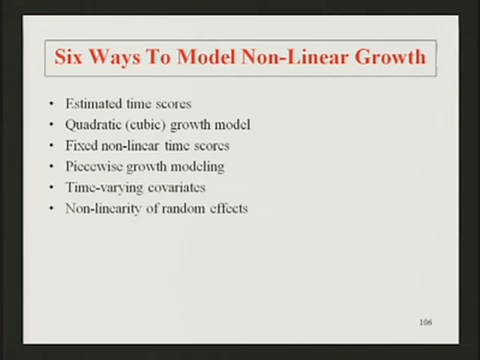 Six Ways To Model Non-Linear Growth
• Estimated time scores
• Quadratic (cubic) growth model
• Fixed non-linear time scores
• Piecewise growth modeling
• Time-varying covariates
• Non-linearity of random effects
106